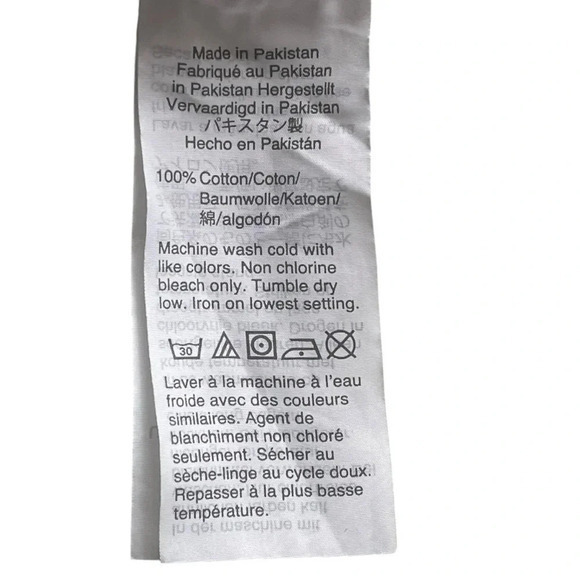 Made in Pakistan
Fabriqué au Pakistan
in Pakistan Hergestellt
Vervaardigd in Pakistan
パキスタン製
Hecho en Pakistán
100% Cotton/Coton/
Baumwolle/Katoen/
綿/algodón
Machine wash cold with
like colors. Non chlorine
bleach only. Tumble dry
low. Iron on lowest setting.
30
Laver à la machine à l'eau
froide avec des couleurs
similaires. Agent de
blanchiment non chloré
seulement. Sécher au
sèche-linge au cycle doux.
Repasser à la plus basse
température.